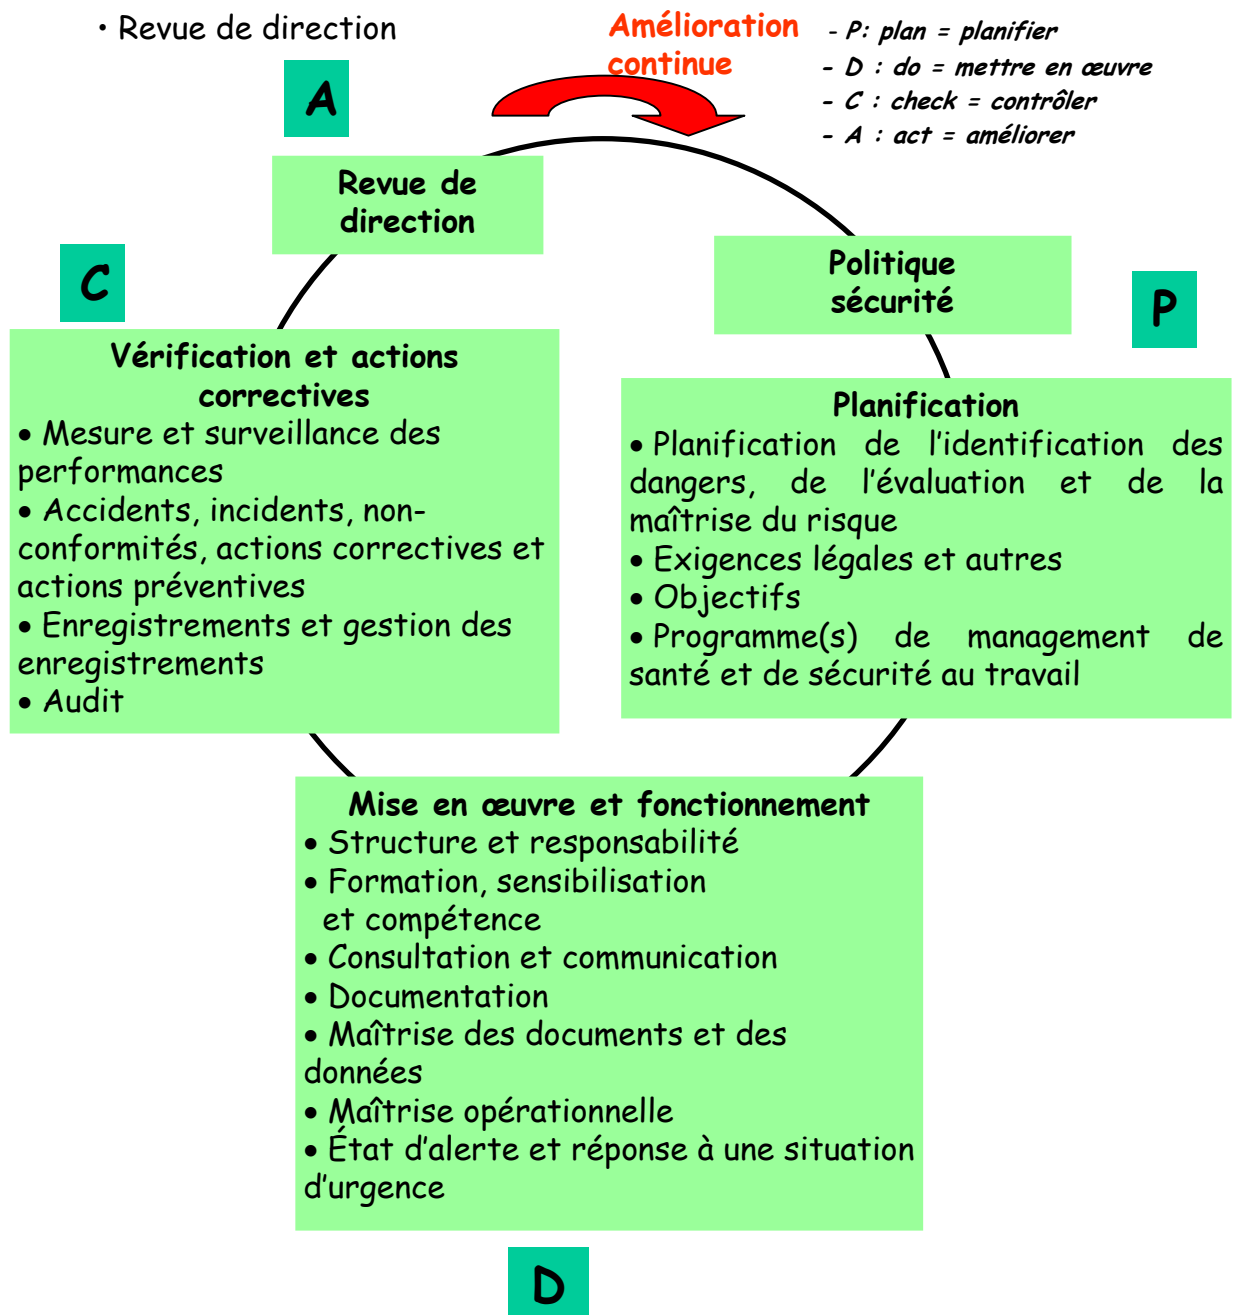 • Revue de direction
Amélioration
continue
- P: plan = planifier
- D : do = mettre en œuvre
- C : check = contrôler
- A : act = améliorer
A
Revue de
direction
C
Politique
sécurité
P
Vérification et actions
correctives
• Mesure et surveillance des
performances
• Accidents, incidents, non-
conformités, actions correctives et
actions préventives
• Enregistrements et gestion des
enregistrements
• Audit
Planification
• Planification de l’identification des
dangers, de l’évaluation et de la
maîtrise du risque
• Exigences légales et autres
• Objectifs
• Programme(s) de management de
santé et de sécurité au travail
Mise en œuvre et fonctionnement
• Structure et responsabilité
• Formation, sensibilisation
et compétence
• Consultation et communication
• Documentation
• Maîtrise des documents et des
données
• Maîtrise opérationnelle
• État d’alerte et réponse à une situation
d’urgence
D